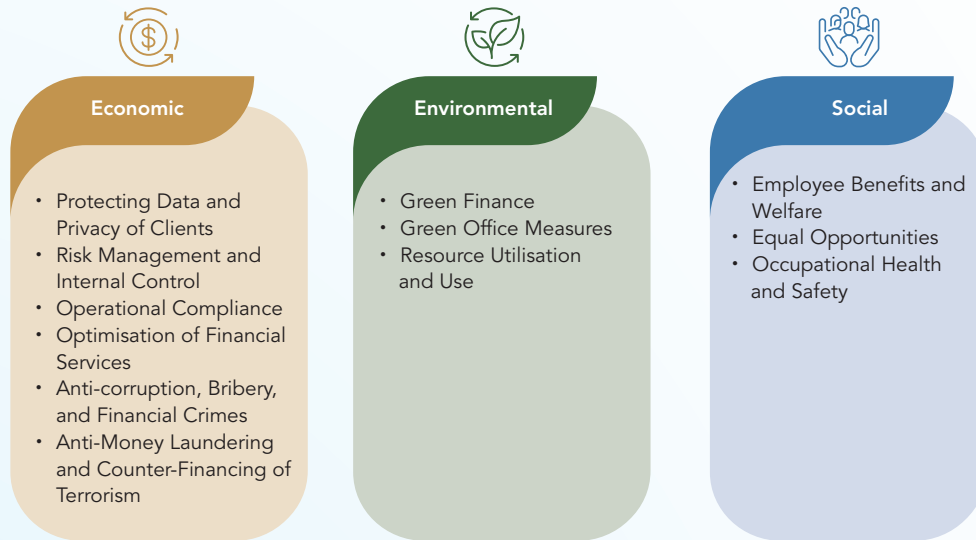 Economic
• Protecting Data and
Privacy of Clients
• Risk Management and
Internal Control
• Operational Compliance
• Optimisation of Financial
Services
• Anti-corruption, Bribery,
and Financial Crimes
• Anti-Money Laundering
and Counter-Financing of
Terrorism
Environmental
• Green Finance
• Green Office Measures
• Resource Utilisation
and Use
Social
• Employee Benefits and
Welfare
• Equal Opportunities
• Occupational Health
and Safety